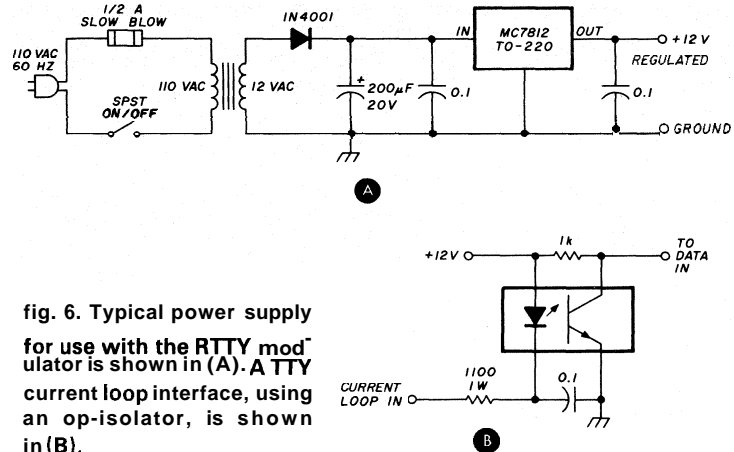 1/2 A
SLOW BLOW
110 VAC
60 HZ
SPST
ON/OFF
110 VAC
12 VAC
1N4001
+
200µF
20V
0.1
IN
MC7812
TO-220
OUT
0.1
+12 V
REGULATED
GROUND
A
fig. 6. Typical power supply
for use with the RTTY mod-
ulator is shown in (A). A TTY
current loop interface, using
an op-isolator, is shown
in (B).
+12V
1k
TO
DATA
IN
CURRENT
LOOP IN
1100
1W
0.1
B